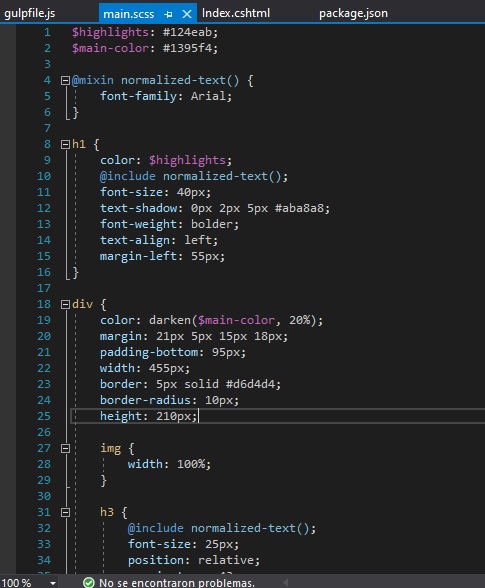 gulpfile.js main.scss Index.cshtml package.json
1 $highlights: #124eab;
2 $main-color: #1395f4;
3
4 @mixin normalized-text() {
5 font-family: Arial;
6 }
7
8 h1 {
9 color: $highlights;
10 @include normalized-text();
11 font-size: 40px;
12 text-shadow: 0px 2px 5px #aba8a8;
13 font-weight: bolder;
14 text-align: left;
15 margin-left: 55px;
16 }
17
18 div {
19 color: darken($main-color, 20%);
20 margin: 21px 5px 15px 18px;
21 padding-bottom: 95px;
22 width: 455px;
23 border: 5px solid #d6d4d4;
24 border-radius: 10px;
25 height: 210px;
26
27 img {
28 width: 100%;
29 }
30
31 h3 {
32 @include normalized-text();
33 font-size: 25px;
34 position: relative;
100 % No se encontraron problemas.